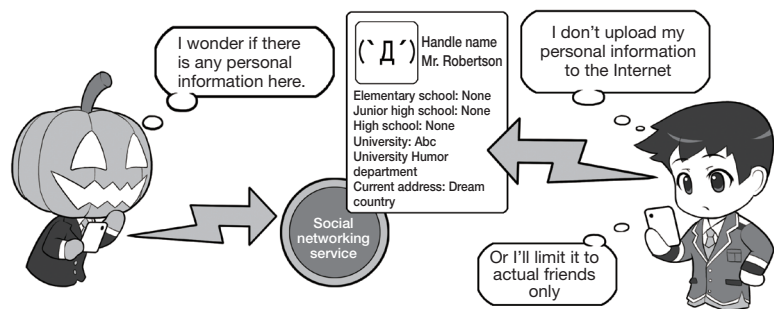 I wonder if there
is any personal
information here.
(`Д´)
Handle name
Mr. Robertson
Elementary school: None
Junior high school: None
High school: None
University: Abc
University Humor
department
Current address: Dream
country
I don't upload my
personal information
to the Internet
Social
networking
service
Or I'll limit it to
actual friends
only